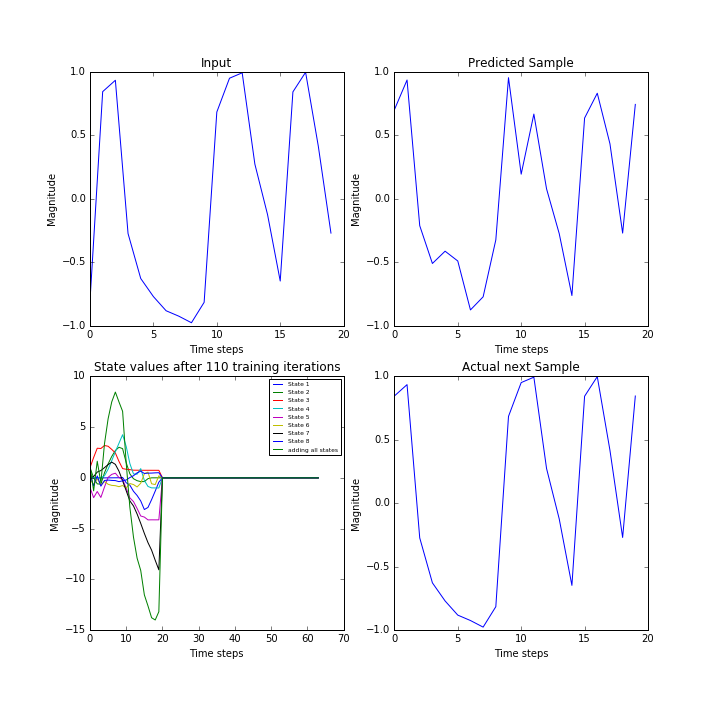 Input
1.0
0.5
0.0
−0.5
−1.0
Magnitude
0 5 10 15 20
Time steps
Predicted Sample
1.0
0.5
0.0
−0.5
−1.0
Magnitude
0 5 10 15 20
Time steps
State values after 110 training iterations
10
5
0
−5
−10
−15
Magnitude
0 10 20 30 40 50 60 70
Time steps
State 1
State 2
State 3
State 4
State 5
State 6
State 7
State 8
adding all states
Actual next Sample
1.0
0.5
0.0
−0.5
−1.0
Magnitude
0 5 10 15 20
Time steps